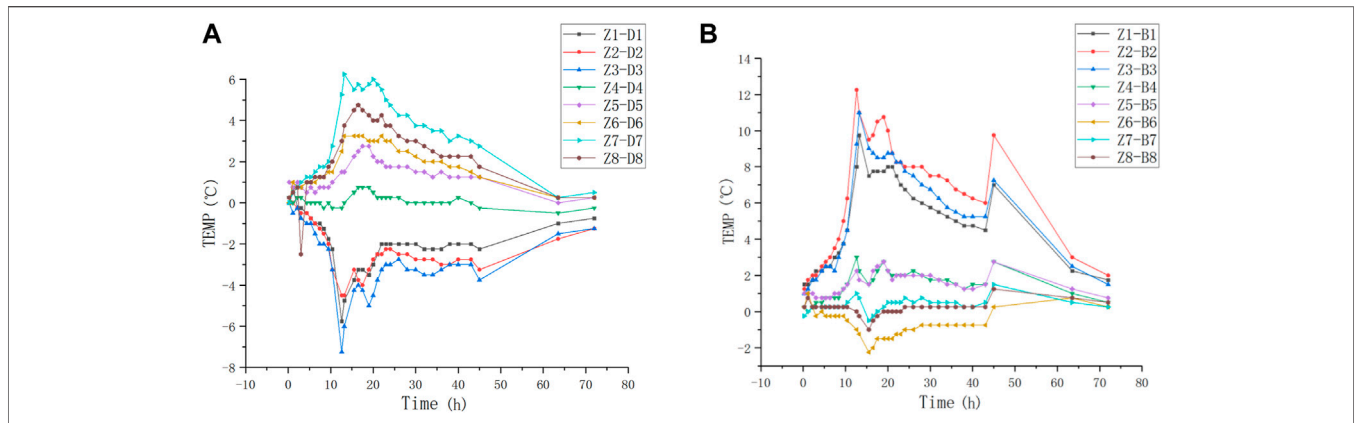 A
Z1-D1
Z2-D2
Z3-D3
Z4-D4
Z5-D5
Z6-D6
Z7-D7
Z8-D8
6
4
2
0
-2
-4
-6
-8
TEMP (℃)
-10 0 10 20 30 40 50 60 70 80
Time (h)
B
Z1-B1
Z2-B2
Z3-B3
Z4-B4
Z5-B5
Z6-B6
Z7-B7
Z8-B8
14
12
10
8
6
4
2
0
-2
TEMP (℃)
-10 0 10 20 30 40 50 60 70 80
Time (h)